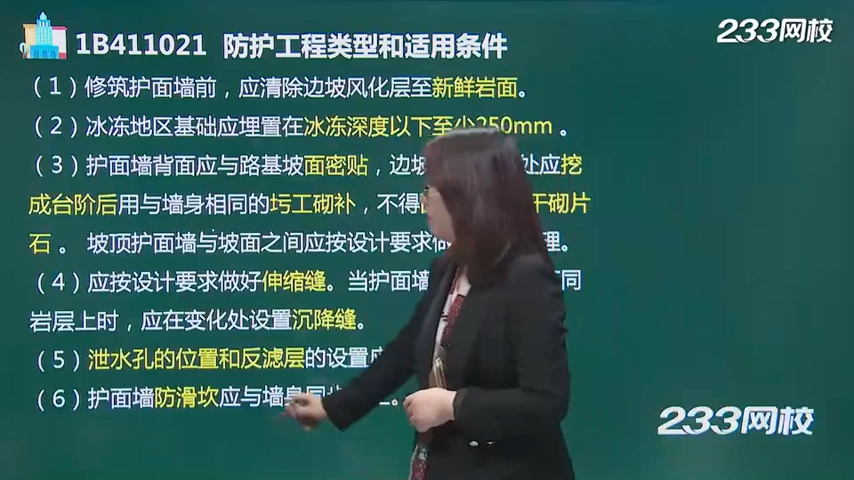 1B411021 防护工程类型和适用条件
233网校
（1）修筑护面墙前，应清除边坡风化层至新鲜岩面。
（2）冰冻地区基础应埋置在冰冻深度以下至少250mm 。
（3）护面墙背面应与路基坡面密贴，边坡 处应挖
成台阶后用与墙身相同的圬工砌补，不得 干砌片
石 。 坡顶护面墙与坡面之间应按设计要求做 理。
（4）应按设计要求做好伸缩缝。当护面墙 同
岩层上时，应在变化处设置沉降缝。
（5）泄水孔的位置和反滤层的设置
（6）护面墙防滑坎应与墙身同 。
233网校